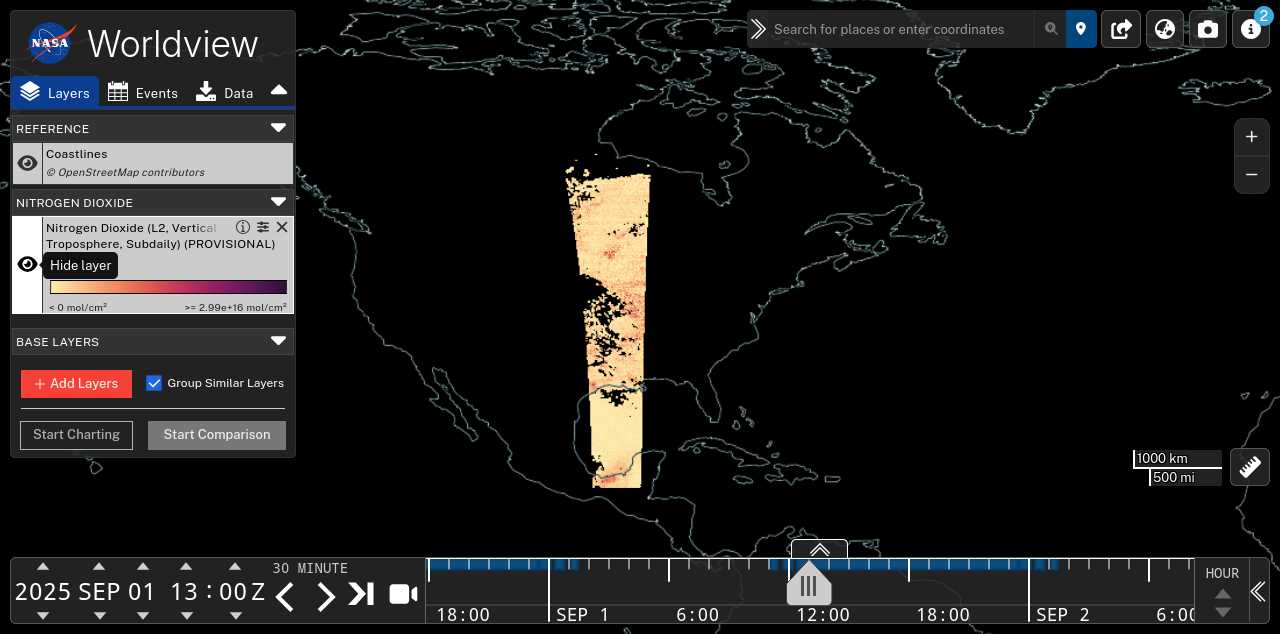 NASA
Worldview
Layers
Events
Data
REFERENCE
Coastlines
© OpenStreetMap contributors
NITROGEN DIOXIDE
Nitrogen Dioxide (L2, Vertical
Troposphere, Subdaily) (PROVISIONAL)
Hide layer
< 0 mol/cm²
>= 2.99e+16 mol/cm²
BASE LAYERS
+ Add Layers
Group Similar Layers
Start Charting
Start Comparison
Search for places or enter coordinates
2
+
−
1000 km
500 mi
2025 SEP 01 13 : 00 Z
30 MINUTE
18:00
SEP 1
6:00
12:00
18:00
SEP 2
6:00
HOUR